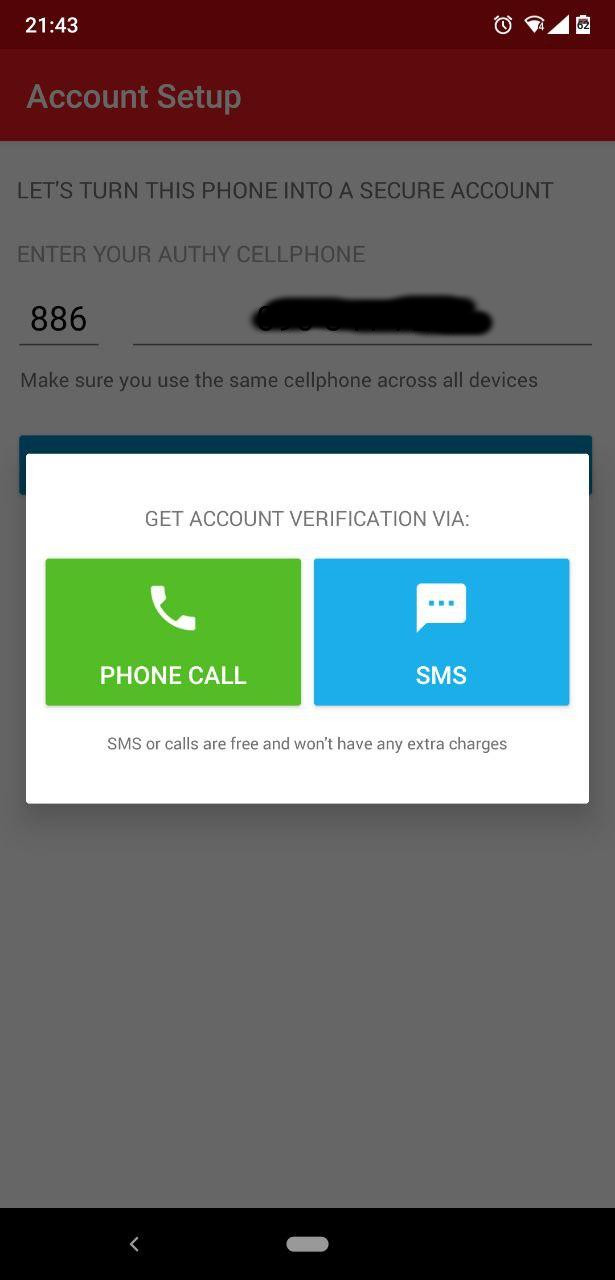 21:43
4
62
Account Setup
LET'S TURN THIS PHONE INTO A SECURE ACCOUNT
ENTER YOUR AUTHY CELLPHONE
886
Make sure you use the same cellphone across all devices
GET ACCOUNT VERIFICATION VIA:
PHONE CALL
SMS
SMS or calls are free and won't have any extra charges